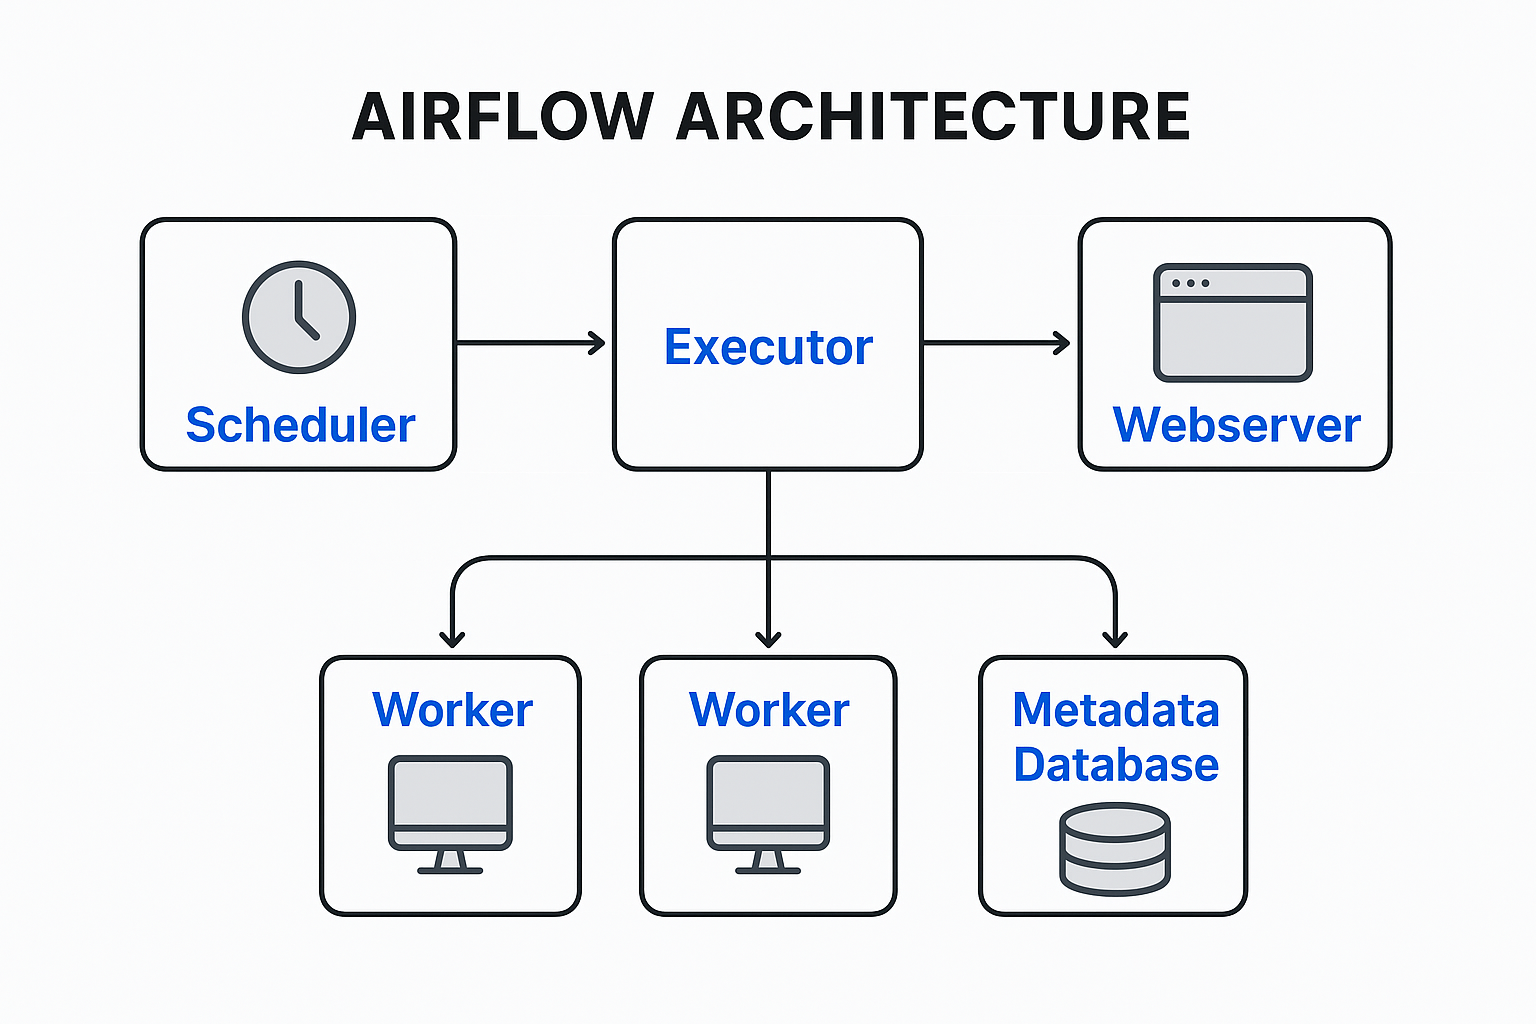 AIRFLOW ARCHITECTURE
Scheduler
Executor
Webserver
Worker
Worker
Metadata
Database